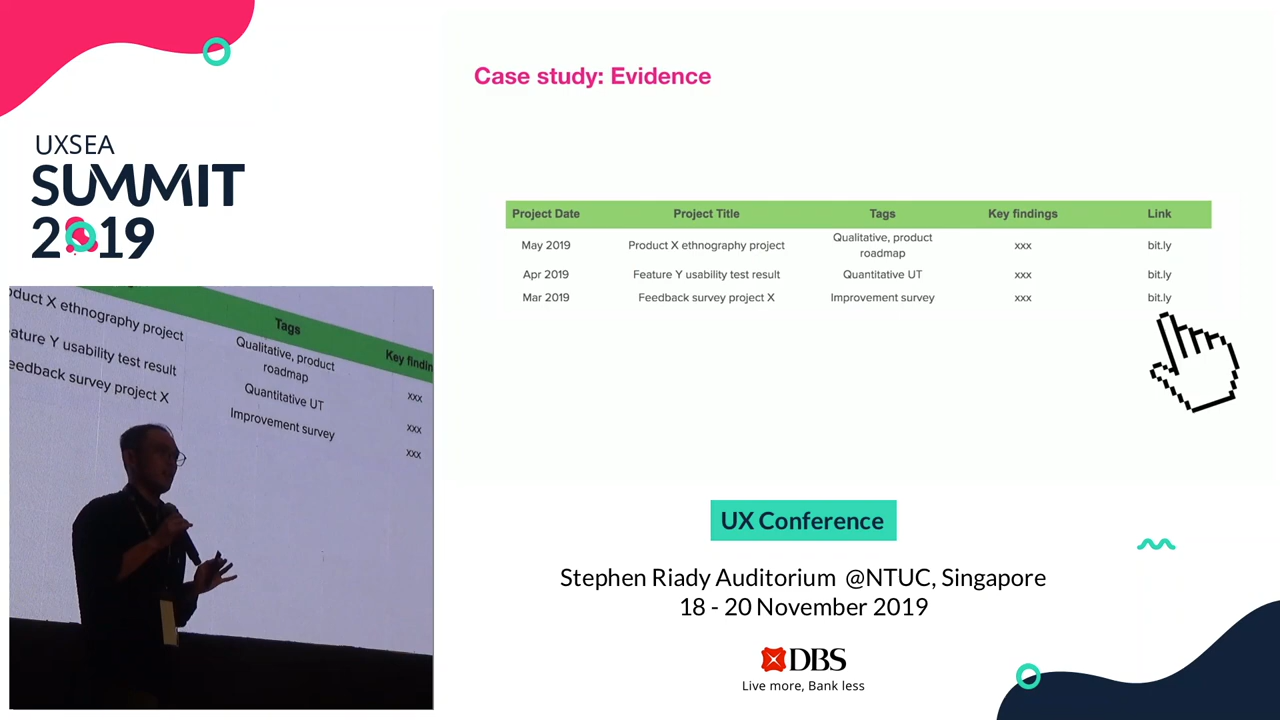 UXSEA
SUMMIT
2019
Case study: Evidence
Project Date Project Title Tags Key findings Link
May 2019 Product X ethnography project Qualitative, product roadmap xxx bit.ly
Apr 2019 Feature Y usability test result Quantitative UT xxx bit.ly
Mar 2019 Feedback survey project X Improvement survey xxx bit.ly
duct X ethnography project
ature Y usability test result
eedback survey project X
Tags
Qualitative, product
roadmap
Quantitative UT
Improvement survey
Key findin
xxx
xxx
xxx
UX Conference
Stephen Riady Auditorium @NTUC, Singapore
18 - 20 November 2019
DBS
Live more, Bank less